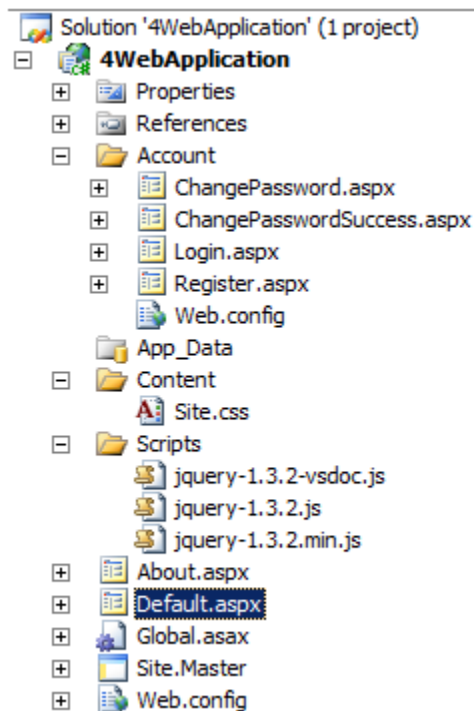 Solution '4WebApplication' (1 project)
4WebApplication
Properties
References
Account
ChangePassword.aspx
ChangePasswordSuccess.aspx
Login.aspx
Register.aspx
Web.config
App_Data
Content
Site.css
Scripts
jquery-1.3.2-vsdoc.js
jquery-1.3.2.js
jquery-1.3.2.min.js
About.aspx
Default.aspx
Global.asax
Site.Master
Web.config